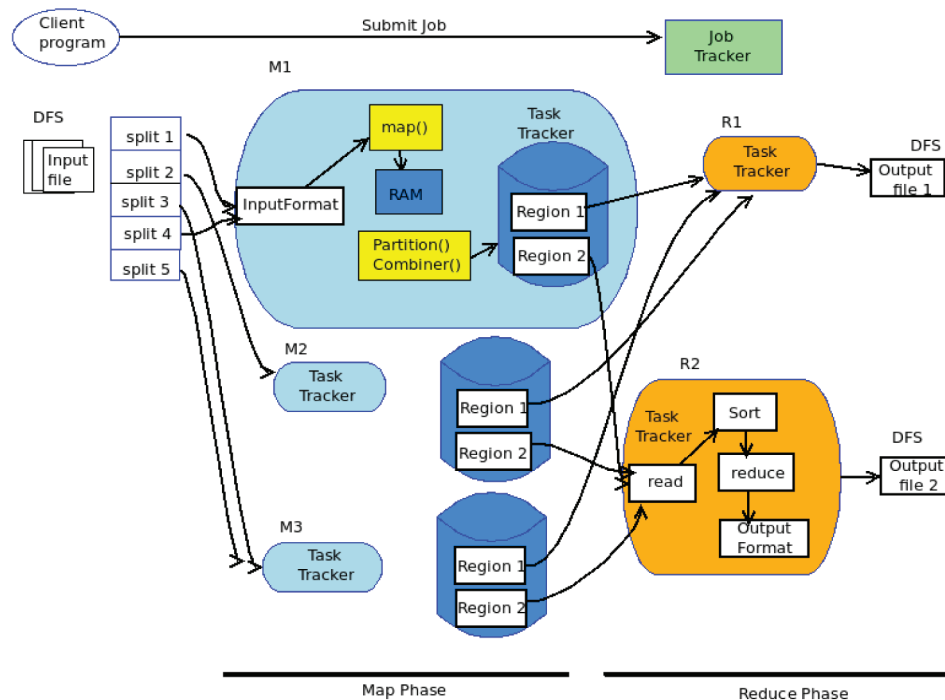 Client
program
Submit Job
Job
Tracker
M1
DFS
Input
file
split 1
split 2
split 3
split 4
split 5
InputFormat
map()
RAM
Partition()
Combiner()
Task
Tracker
Region 1
Region 2
R1
Task
Tracker
DFS
Output
file 1
M2
Task
Tracker
Region 1
Region 2
M3
Task
Tracker
Region 1
Region 2
R2
Task
Tracker
Sort
read
reduce
Output
Format
DFS
Output
file 2
Map Phase
Reduce Phase